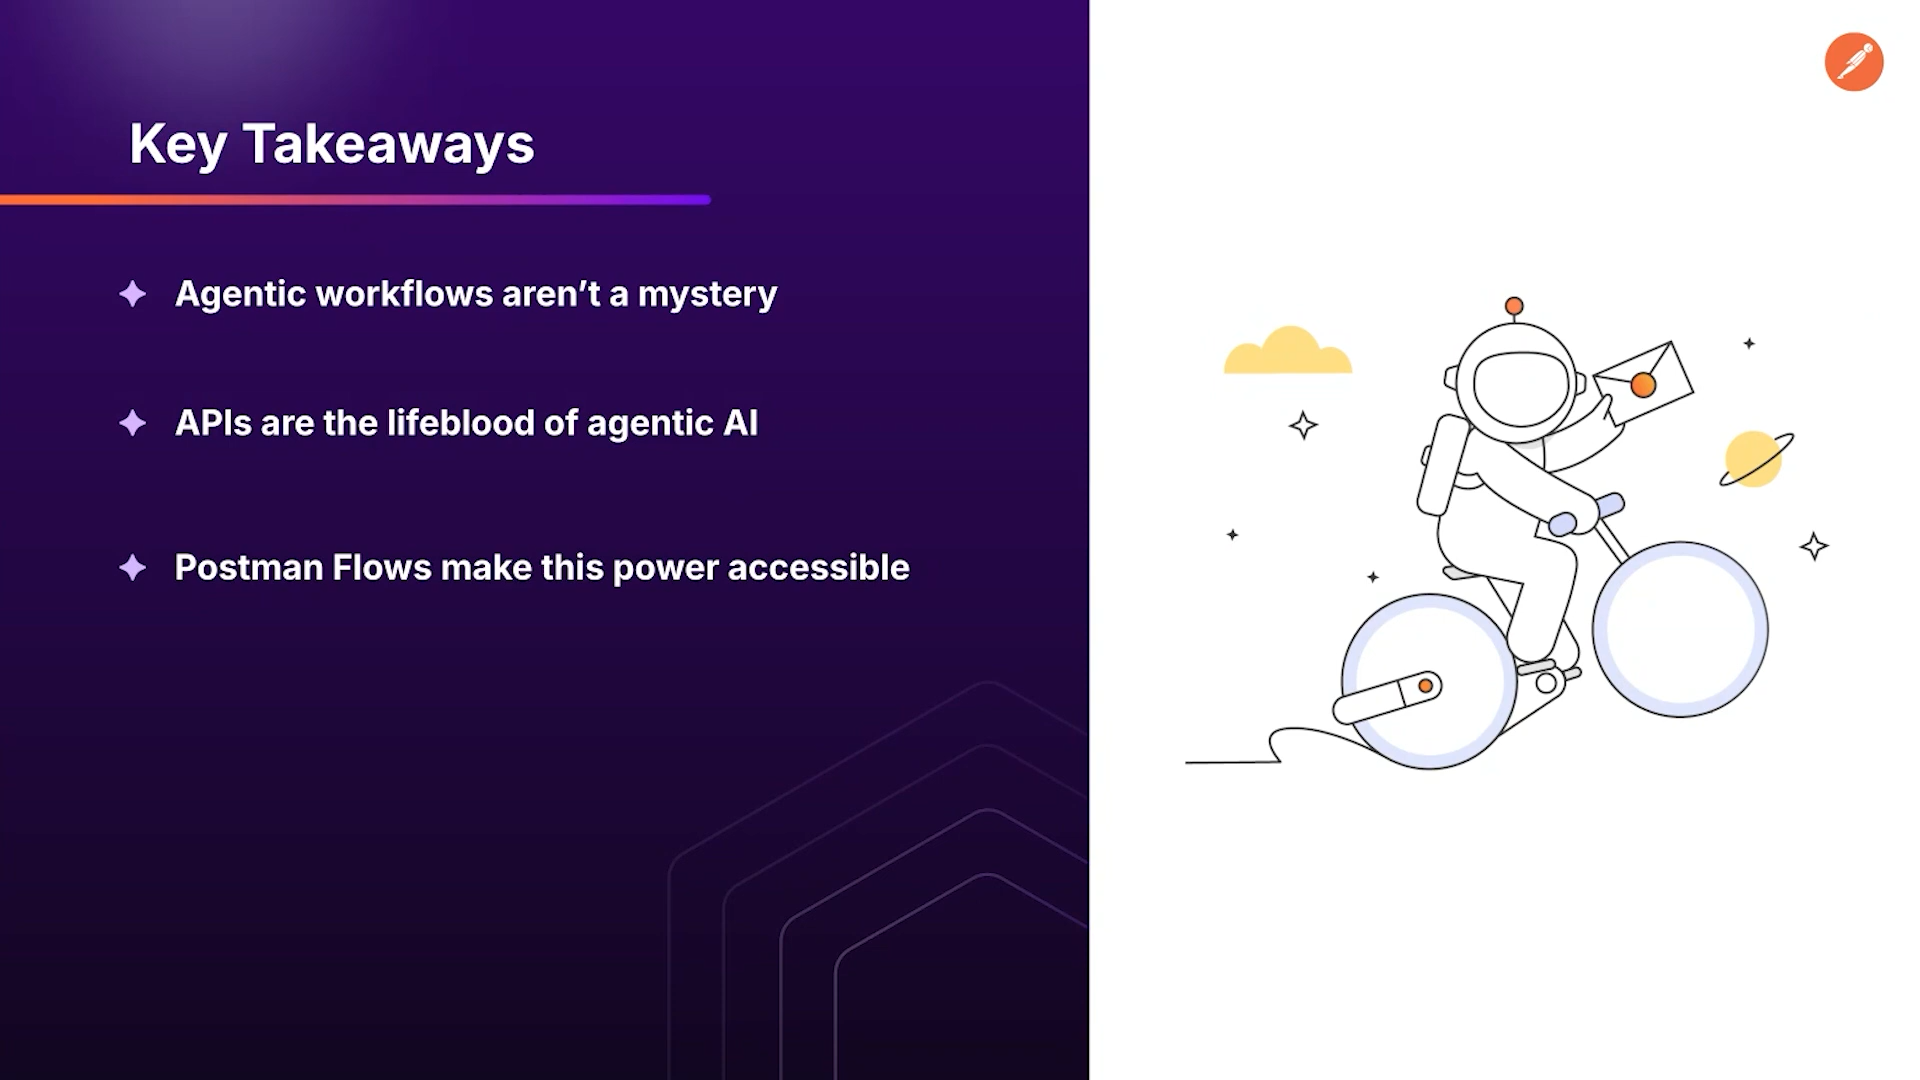 Key Takeaways
Agentic workflows aren’t a mystery
APIs are the lifeblood of agentic AI
Postman Flows make this power accessible